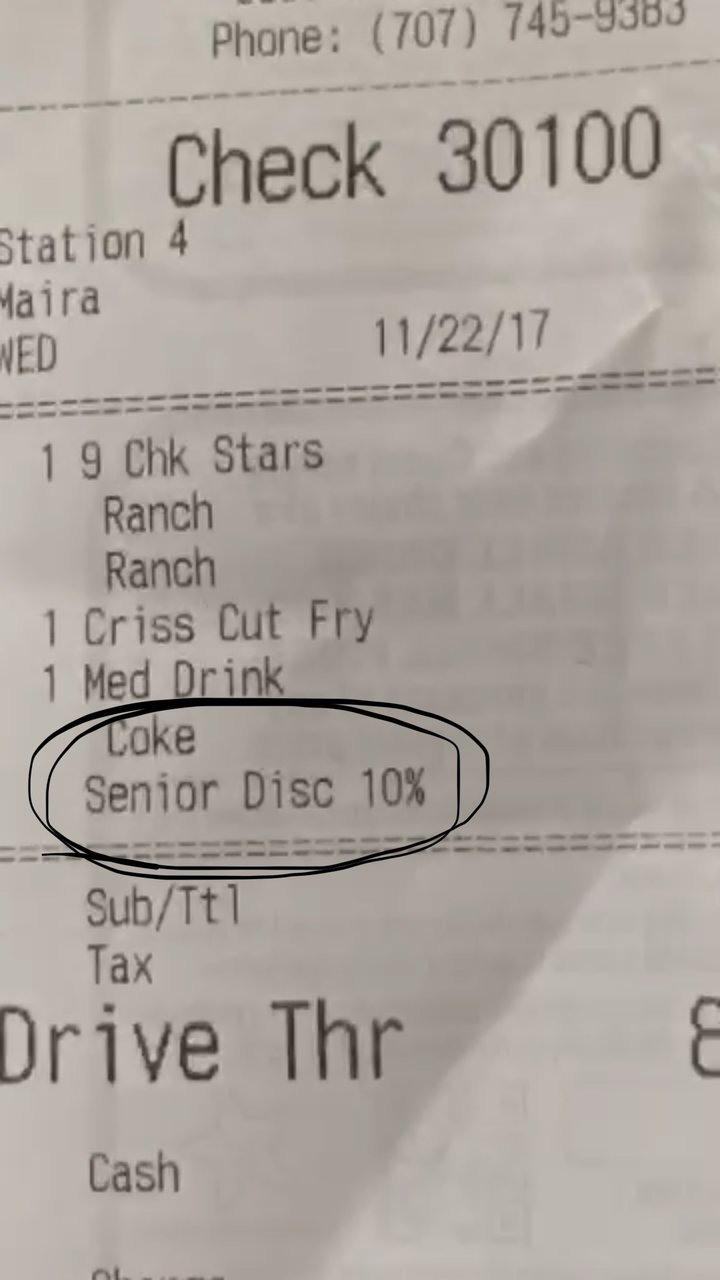 Phone: (707) 745-9383
Check 30100
Station 4
Maira
WED 11/22/17
1 9 Chk Stars
Ranch
Ranch
1 Criss Cut Fry
1 Med Drink
Coke
Senior Disc 10%
Sub/Ttl
Tax
Drive Thr 8
Cash